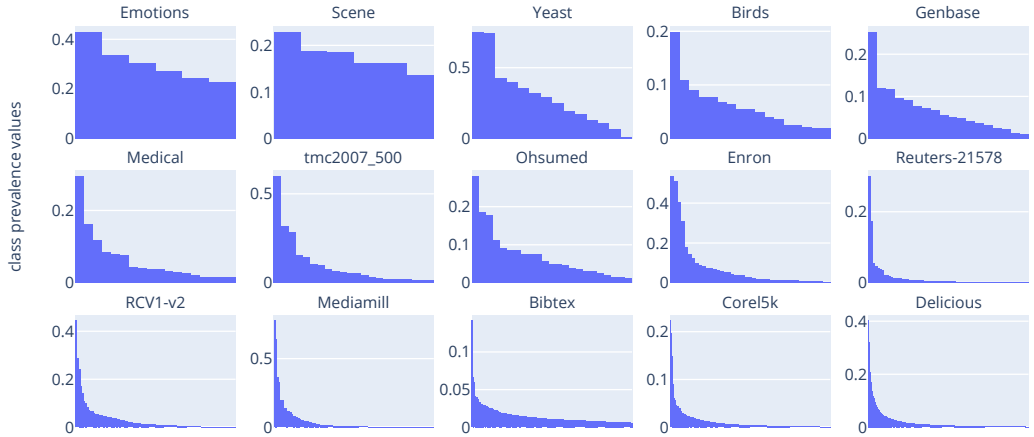 Emotions Scene Yeast Birds Genbase
0 0.2 0.4
0 0.1 0.2
0 0.5
0 0.1 0.2
0 0.1 0.2
class prevalence values
Medical tmc2007_500 Ohsumed Enron Reuters-21578
0 0.2
0 0.5
0 0.1 0.2
0 0.2 0.4
0 0.2
RCV1-v2 Mediamill Bibtex Corel5k Delicious
0 0.2 0.4
0 0.5
0 0.05 0.1
0 0.1 0.2
0 0.2 0.4